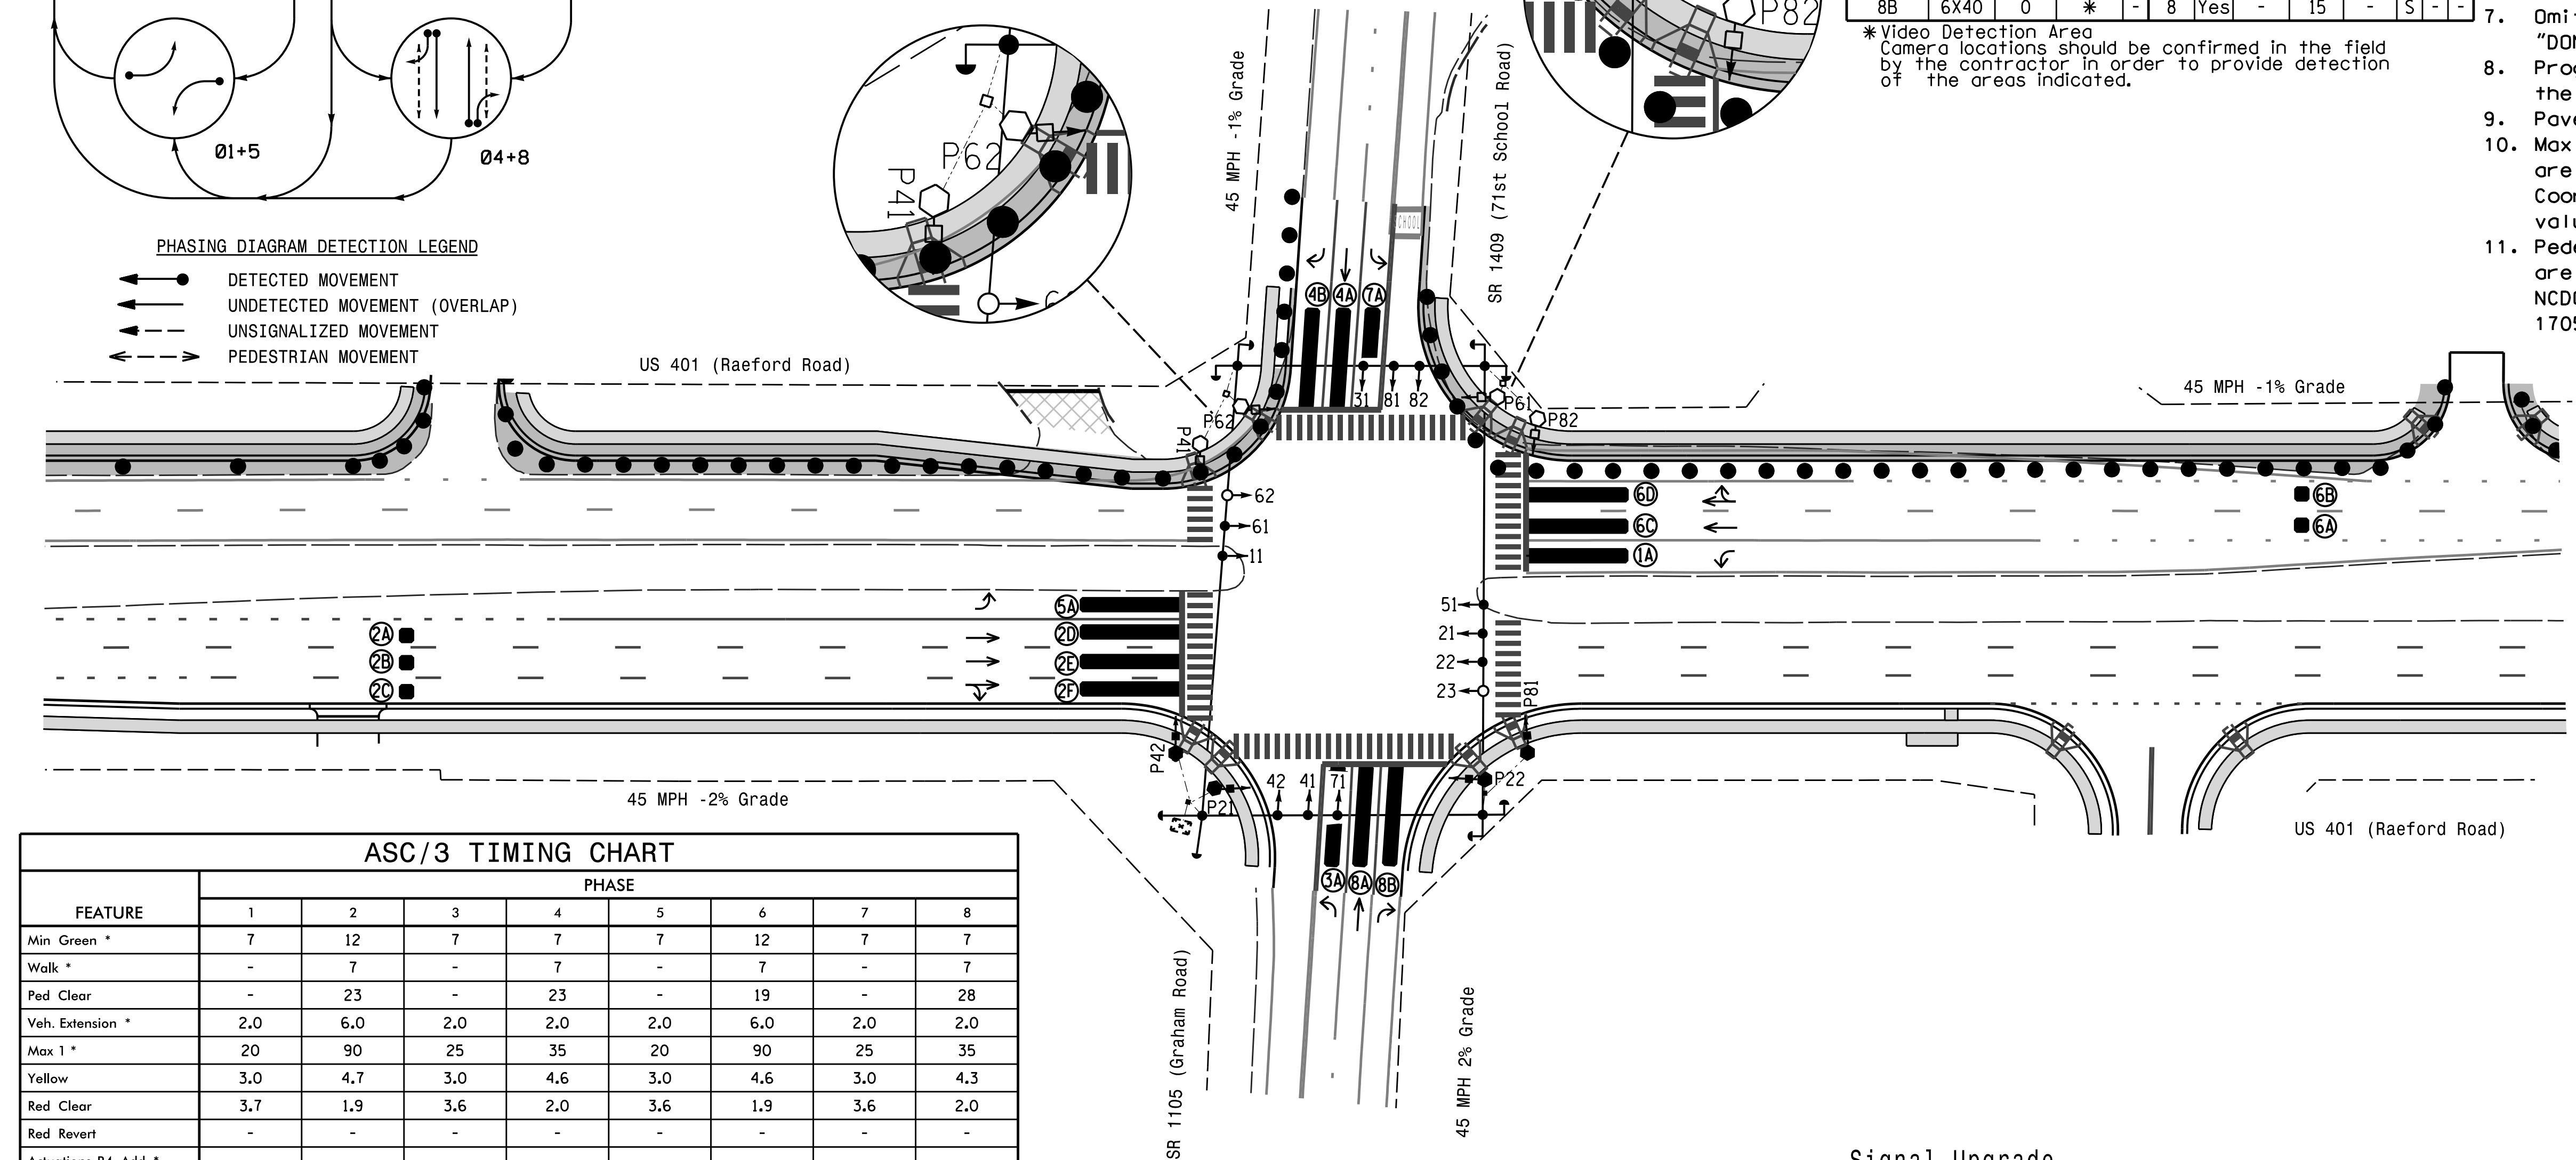 8B 6X40 0 * - 8 Yes - 15 - S - -
* Video Detection Area
Camera locations should be confirmed in the field
by the contractor in order to provide detection
of the areas indicated.
7.
8.
the
9.
10. Max
are
11.
are
Ø1+5
Ø4+8
PHASING DIAGRAM DETECTION LEGEND
DETECTED MOVEMENT
UNDETECTED MOVEMENT (OVERLAP)
UNSIGNALIZED MOVEMENT
PEDESTRIAN MOVEMENT
P62
P41
P82
45 MPH -1% Grade
SR 1409 (71st School Road)
US 401 (Raeford Road)
45 MPH -1% Grade
4B 4A 7A
31 81 82
P61
P82
P62
P41
62
61
11
6D
6C
1A
6B
6A
5A
2D
2E
2F
2A
2B
2C
51
21
22
23
P81
P42
P21
P22
42 41 71
3A 8A 8B
45 MPH -2% Grade
US 401 (Raeford Road)
SR 1105 (Graham Road)
45 MPH 2% Grade
ASC/3 TIMING CHART
PHASE
FEATURE 1 2 3 4 5 6 7 8
Min Green * 7 12 7 7 7 12 7 7
Walk * - 7 - 7 - 7 - 7
Ped Clear - 23 - 23 - 19 - 28
Veh. Extension * 2.0 6.0 2.0 2.0 2.0 6.0 2.0 2.0
Max 1 * 20 90 25 35 20 90 25 35
Yellow 3.0 4.7 3.0 4.6 3.0 4.6 3.0 4.3
Red Clear 3.7 1.9 3.6 2.0 3.6 1.9 3.6 2.0
Red Revert - - - - - - - -
Signal Upgrade